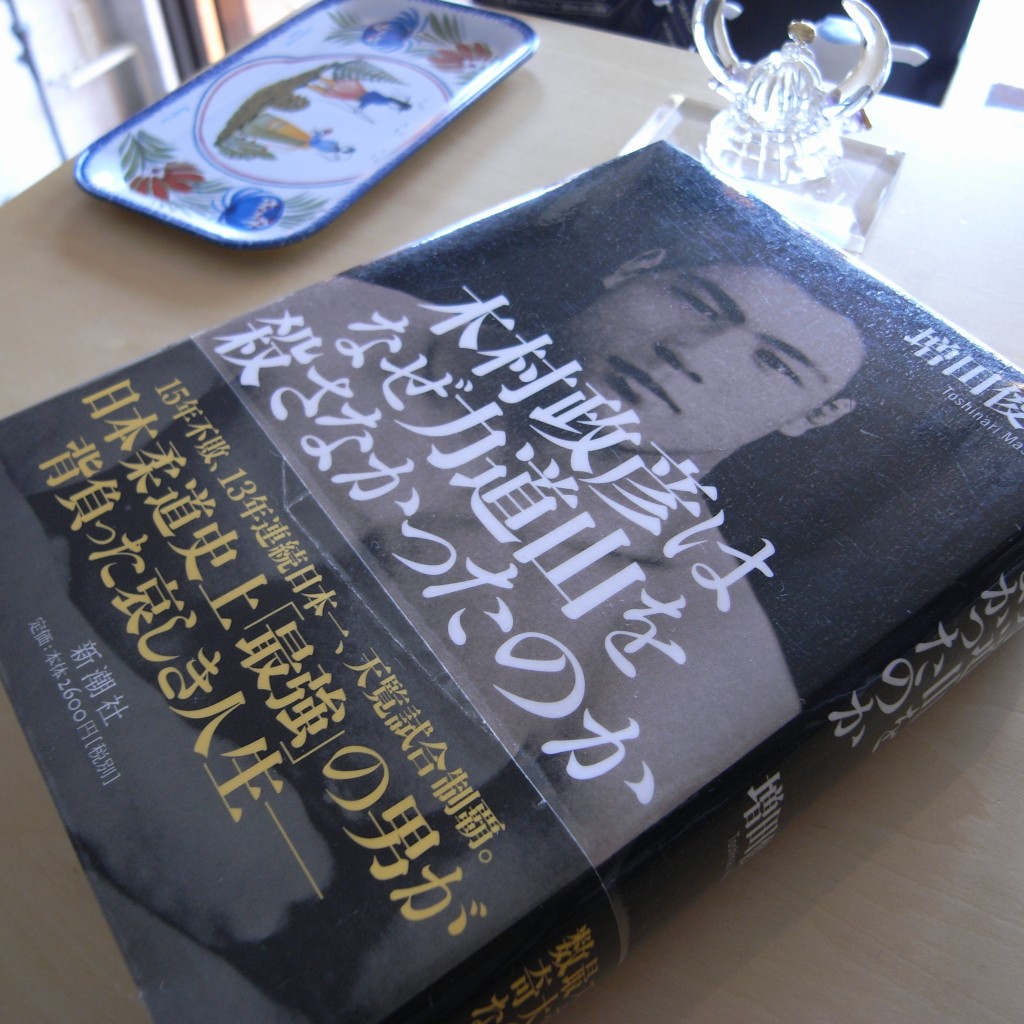 木村政彦は
なぜ力道山を
殺さなかったのか
増田俊
Toshinari Ma
15年不敗、13年連続日本一、天覧試合制覇。
日本柔道史上「最強」の男が
背負った哀しき人生――
新潮社
定価:本体2600円[税別]
かったのか
増田